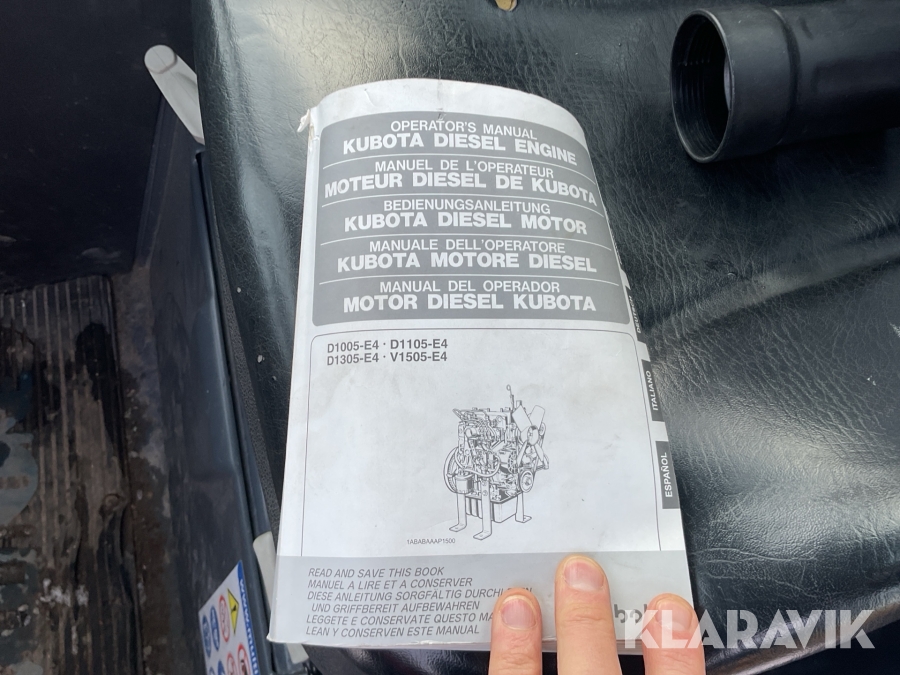 OPERATOR'S MANUAL
KUBOTA DIESEL ENGINE
MANUEL DE L'OPERATEUR
MOTEUR DIESEL DE KUBOTA
BEDIENUNGSANLEITUNG
KUBOTA DIESEL MOTOR
MANUALE DELL'OPERATORE
KUBOTA MOTORE DIESEL
MANUAL DEL OPERADOR
MOTOR DIESEL KUBOTA
D1005-E4 · D1105-E4
D1305-E4 · V1505-E4
ITALIANO
ESPAÑOL
1ABABAAAP1500
READ AND SAVE THIS BOOK
MANUEL A LIRE ET A CONSERVER
DIESE ANLEITUNG SORGFÄLTIG
UND GRIFFBEREIT AUFBEWAHREN
LEGGETE E CONSERVATE QUESTO
LEAN Y CONSERVEN ESTE MANUAL
KLARAVIK